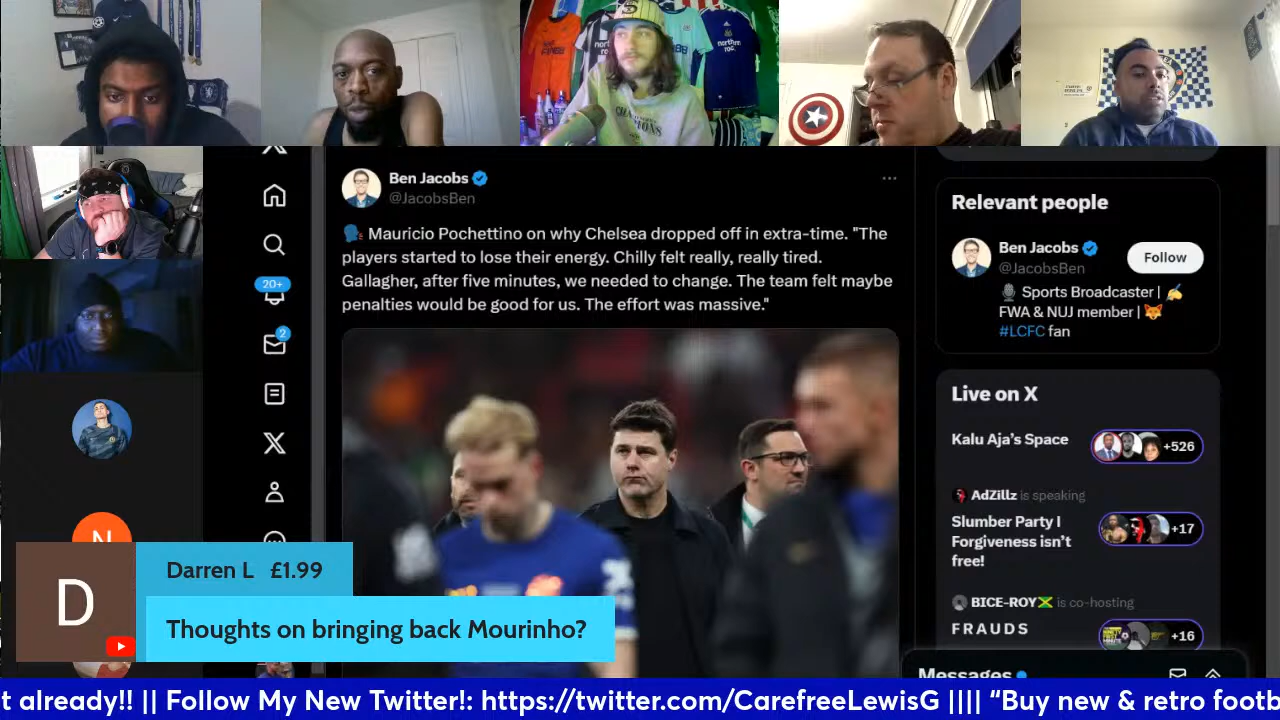 Ben Jacobs
@JacobsBen
Mauricio Pochettino on why Chelsea dropped off in extra-time. "The
players started to lose their energy. Chilly felt really, really tired.
Gallagher, after five minutes, we needed to change. The team felt maybe
penalties would be good for us. The effort was massive."
20+
2
Relevant people
Ben Jacobs
@JacobsBen
Follow
Sports Broadcaster |
FWA & NUJ member |
#LCFC fan
Live on X
Kalu Aja's Space
+526
AdZillz is speaking
Slumber Party I
Forgiveness isn't
free!
+17
BICE-ROY is co-hosting
FRAUDS
+16
Messages
N
D
Darren L £1.99
Thoughts on bringing back Mourinho?
t already!! || Follow My New Twitter!: https://twitter.com/CarefreeLewisG |||| “Buy new & retro footb